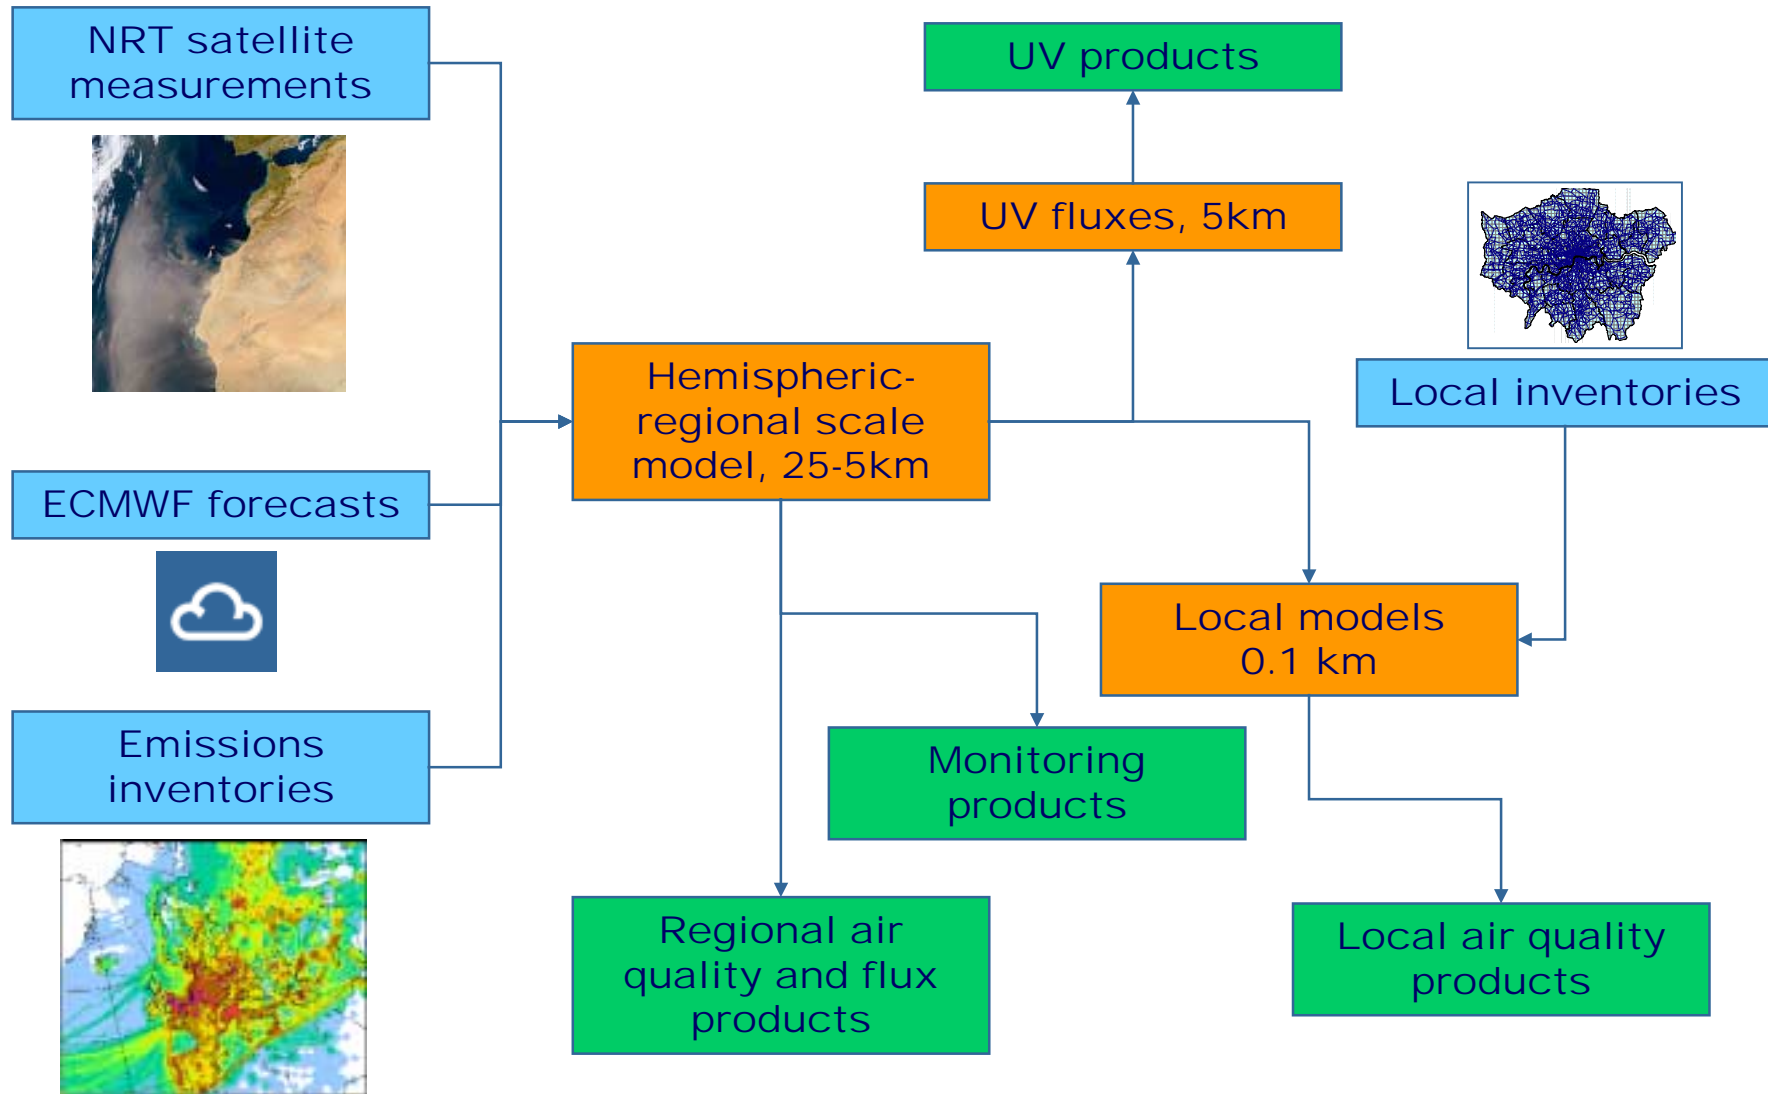 NRT satellite
measurements
UV products
UV fluxes, 5km
Hemispheric-
regional scale
model, 25-5km
Local inventories
ECMWF forecasts
Local models
0.1 km
Emissions
inventories
Monitoring
products
Regional air
quality and flux
products
Local air quality
products